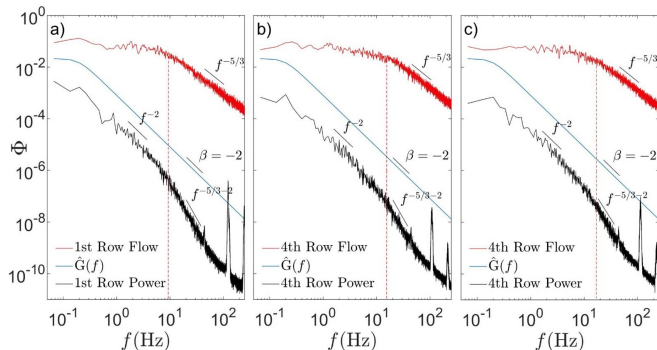 a)
b)
c)
10^0
10^-2
10^-4
10^-6
10^-8
10^-10
Φ
f^-5/3
f^-2
β = −2
f^-5/3−2
1st Row Flow
Ĝ(f)
1st Row Power
f^-5/3
f^-2
β = −2
f^-5/3−2
4th Row Flow
Ĝ(f)
4th Row Power
f^-5/3
f^-2
β = −2
f^-5/3−2
4th Row Flow
Ĝ(f)
4th Row Power
10^-1 10^0 10^1 10^2
10^-1 10^0 10^1 10^2
10^-1 10^0 10^1 10^2
f(Hz)
f(Hz)
f(Hz)